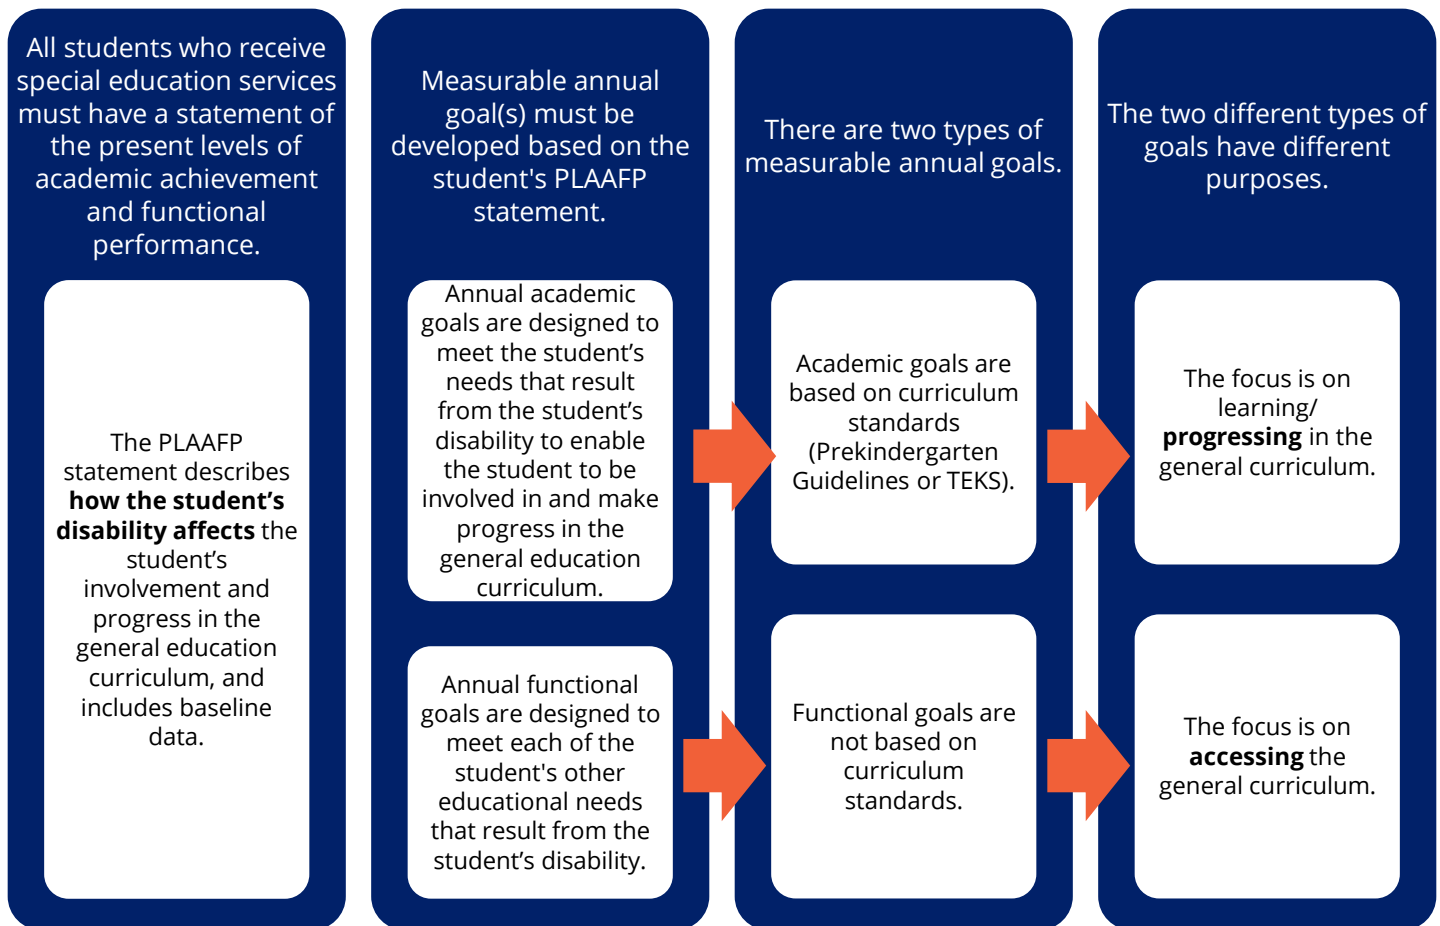 All students who receive
special education services
must have a statement of
the present levels of
academic achievement
and functional
performance.
The PLAAFP
statement describes
how the student’s
disability affects the
student’s
involvement and
progress in the
general education
curriculum, and
includes baseline
data.
Measurable annual
goal(s) must be
developed based on the
student's PLAAFP
statement.
Annual academic
goals are designed to
meet the student’s
needs that result
from the student’s
disability to enable
the student to be
involved in and make
progress in the
general education
curriculum.
Annual functional
goals are designed to
meet each of the
student's other
educational needs
that result from the
student’s disability.
There are two types of
measurable annual goals.
Academic goals are
based on curriculum
standards
(Prekindergarten
Guidelines or TEKS).
Functional goals are
not based on
curriculum
standards.
The two different types of
goals have different
purposes.
The focus is on
learning/
progressing in the
general curriculum.
The focus is on
accessing the
general curriculum.